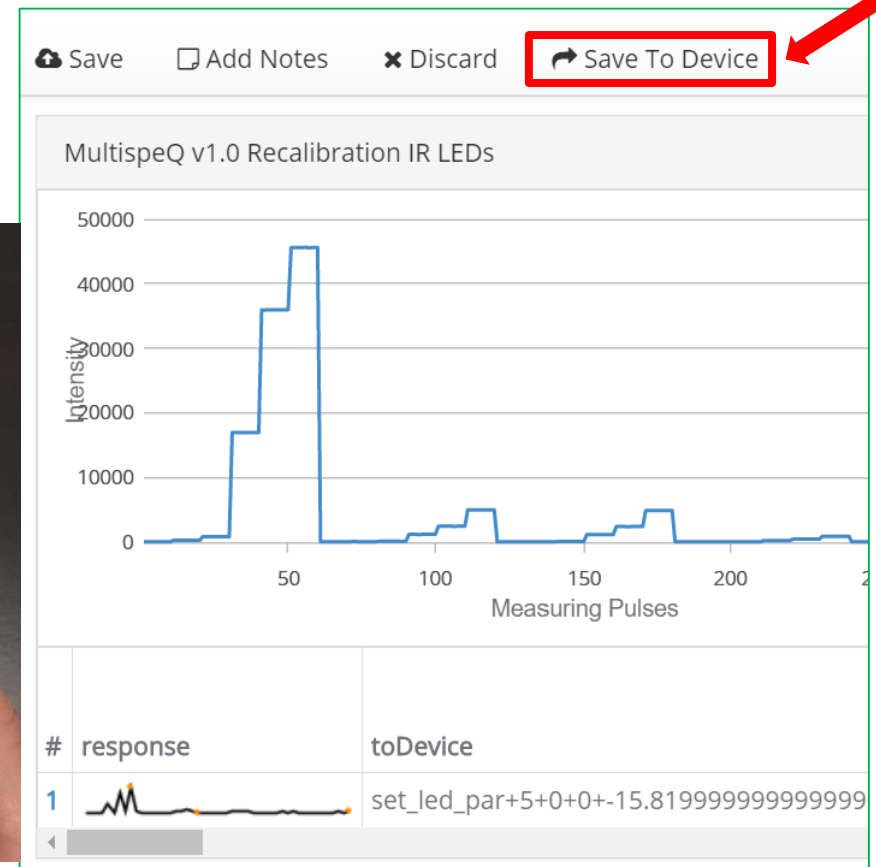 Save Add Notes Discard Save To Device
MultispeQ v1.0 Recalibration IR LEDs
50000
40000
30000
20000
10000
0
Intensity
50 100 150 200 2
Measuring Pulses
# response toDevice
1 set_led_par+5+0+0+-15.819999999999999